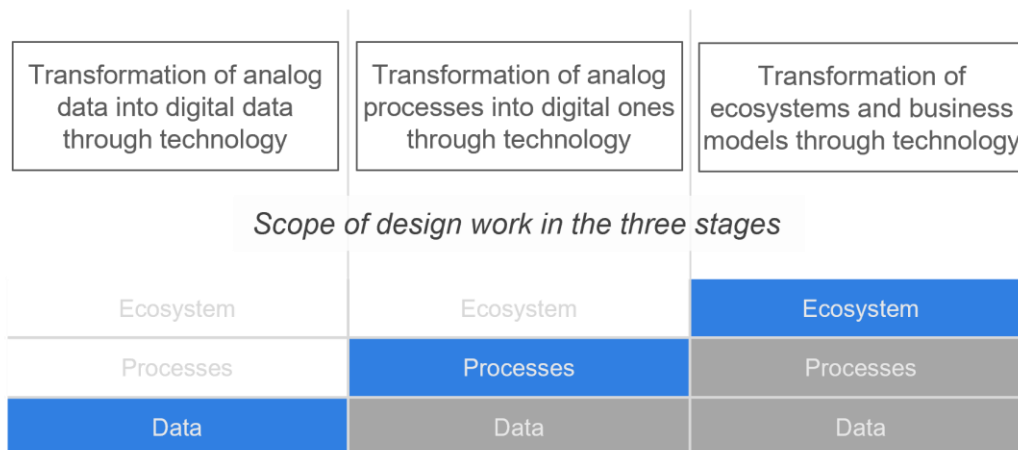 Transformation of analog
data into digital data
through technology
Transformation of analog
processes into digital ones
through technology
Transformation of
ecosystems and business
models through technology
Scope of design work in the three stages
Ecosystem
Ecosystem
Ecosystem
Processes
Processes
Processes
Data
Data
Data